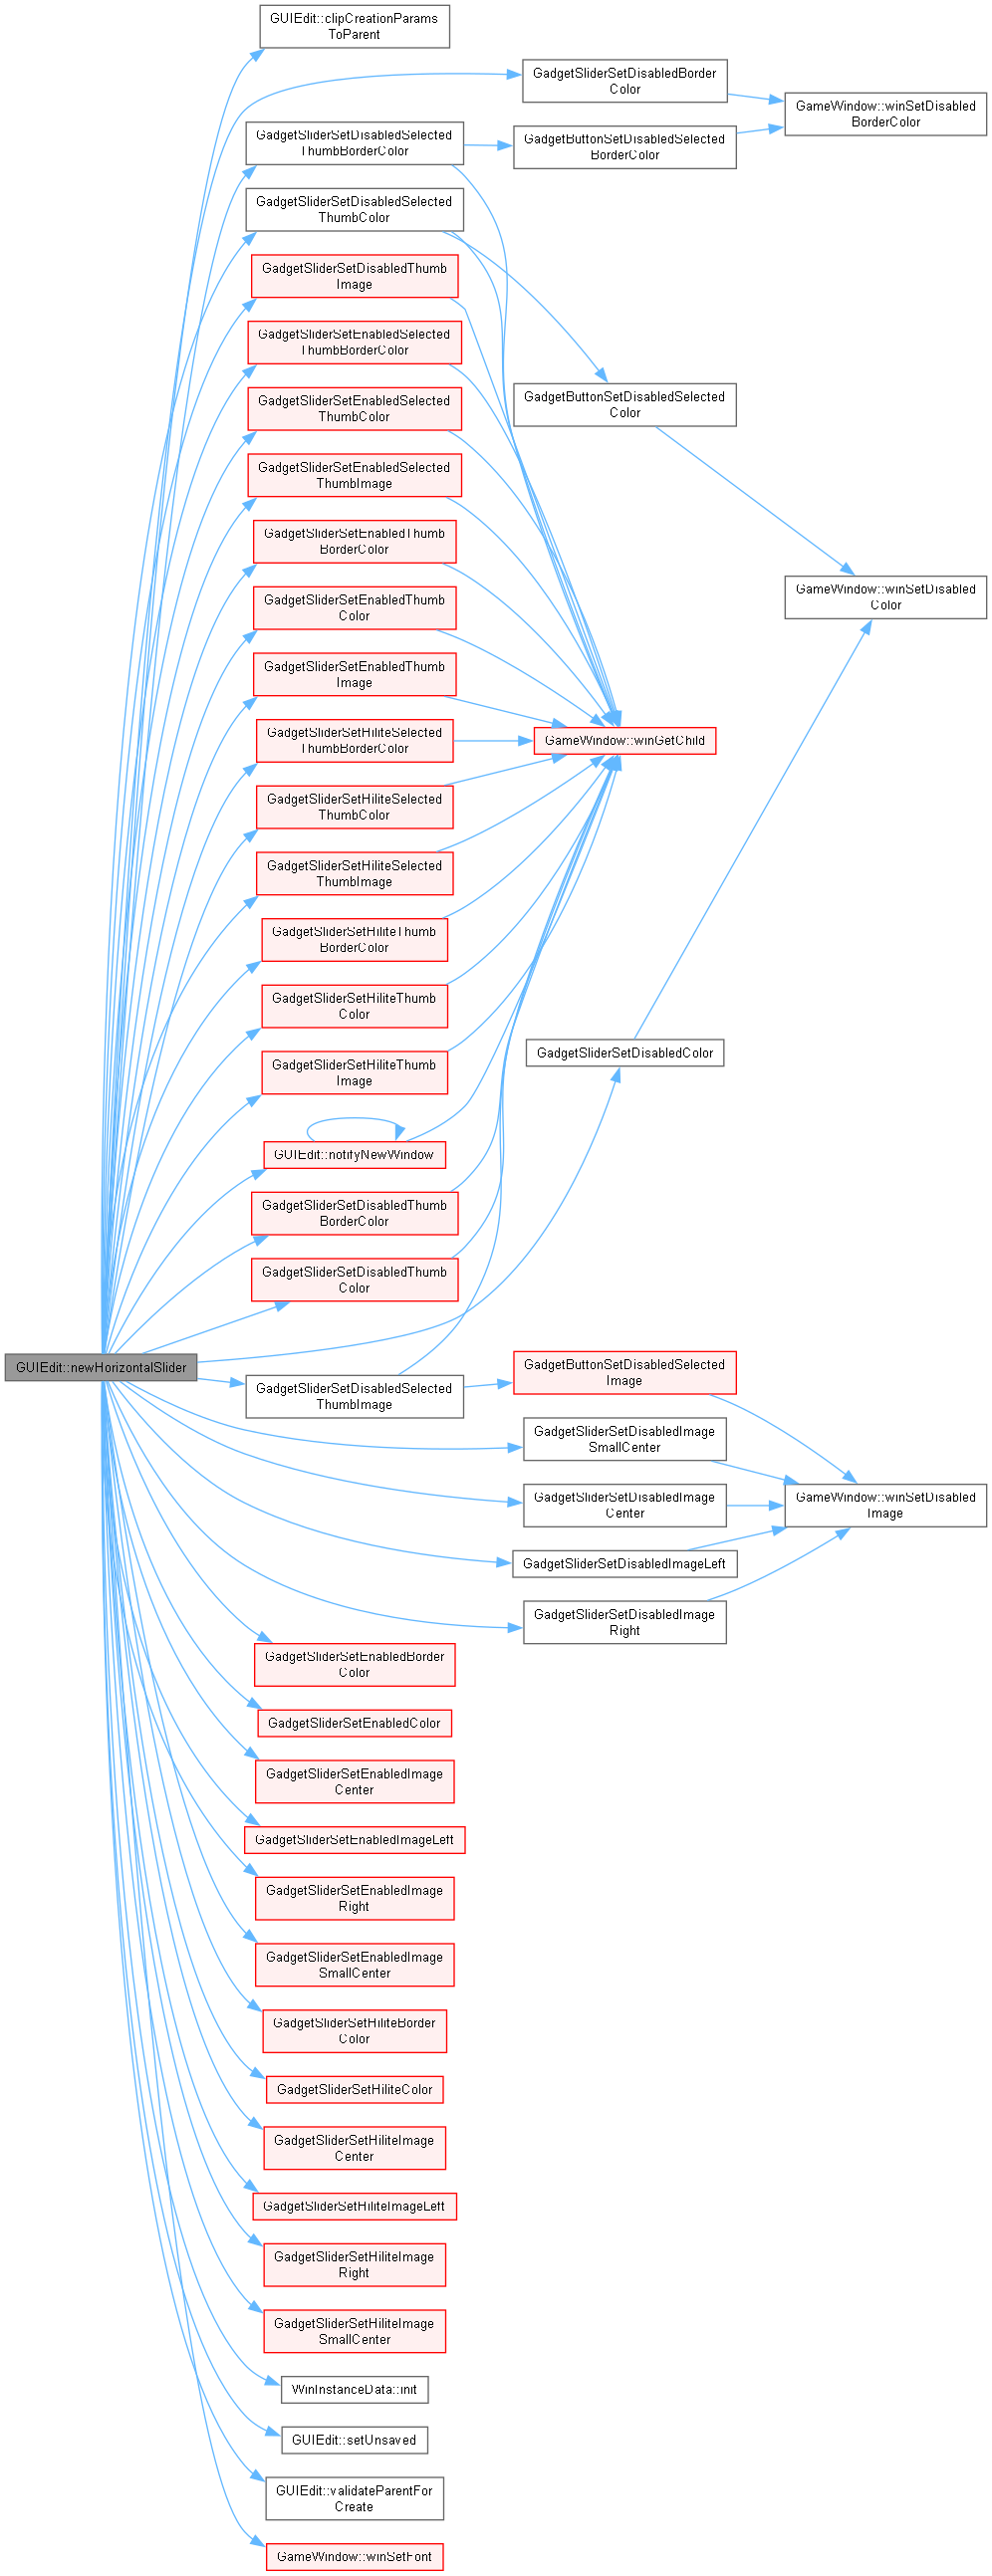 GUIEdit::clipCreationParams
ToParent
GadgetSliderSetDisabledBorder
Color
GameWindow::winSetDisabled
BorderColor
GadgetSliderSetDisabledSelected
ThumbBorderColor
GadgetButtonSetDisabledSelected
BorderColor
GadgetSliderSetDisabledSelected
ThumbColor
GadgetSliderSetDisabledThumb
Image
GadgetSliderSetEnabledSelected
ThumbBorderColor
GadgetSliderSetEnabledSelected
ThumbColor
GadgetButtonSetDisabledSelected
Color
GadgetSliderSetEnabledSelected
ThumbImage
GadgetSliderSetEnabledThumb
BorderColor
GadgetSliderSetEnabledThumb
Color
GameWindow::winSetDisabled
Color
GadgetSliderSetEnabledThumb
Image
GadgetSliderSetHiliteSelected
ThumbBorderColor
GameWindow::winGetChild
GadgetSliderSetHiliteSelected
ThumbColor
GadgetSliderSetHiliteSelected
ThumbImage
GadgetSliderSetHiliteThumb
BorderColor
GadgetSliderSetHiliteThumb
Color
GadgetSliderSetDisabledColor
GadgetSliderSetHiliteThumb
Image
GUIEdit::notifyNewWindow
GadgetSliderSetDisabledThumb
BorderColor
GadgetSliderSetDisabledThumb
Color
GUIEdit::newHorizontalSlider
GadgetSliderSetDisabledSelected
ThumbImage
GadgetButtonSetDisabledSelected
Image
GadgetSliderSetDisabledImage
SmallCenter
GadgetSliderSetDisabledImage
Center
GameWindow::winSetDisabled
Image
GadgetSliderSetDisabledImageLeft
GadgetSliderSetDisabledImage
Right
GadgetSliderSetEnabledBorder
Color
GadgetSliderSetEnabledColor
GadgetSliderSetEnabledImage
Center
GadgetSliderSetEnabledImageLeft
GadgetSliderSetEnabledImage
Right
GadgetSliderSetEnabledImage
SmallCenter
GadgetSliderSetHiliteBorder
Color
GadgetSliderSetHiliteColor
GadgetSliderSetHiliteImage
Center
GadgetSliderSetHiliteImageLeft
GadgetSliderSetHiliteImage
Right
GadgetSliderSetHiliteImage
SmallCenter
WinInstanceData::init
GUIEdit::setUnsaved
GUIEdit::validateParentFor
Create
GameWindow::winSetFont